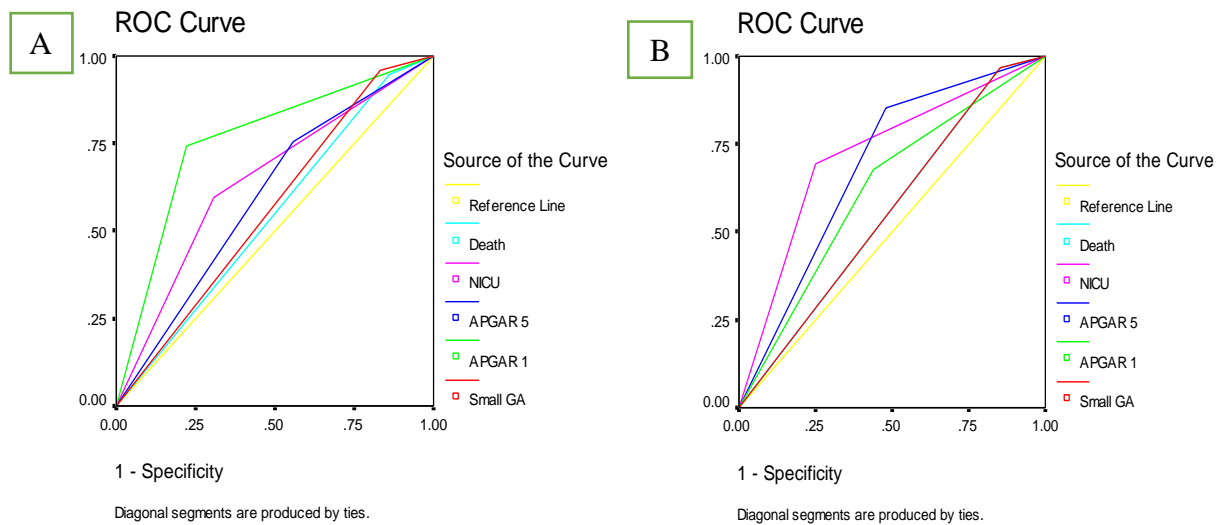 A
ROC Curve
1.00
.75
.50
.25
0.00
0.00 .25 .50 .75 1.00
1 - Specificity
Diagonal segments are produced by ties.
Source of the Curve
Reference Line
Death
NICU
APGAR 5
APGAR 1
Small GA
B
ROC Curve
1.00
.75
.50
.25
0.00
0.00 .25 .50 .75 1.00
1 - Specificity
Diagonal segments are produced by ties.
Source of the Curve
Reference Line
Death
NICU
APGAR 5
APGAR 1
Small GA